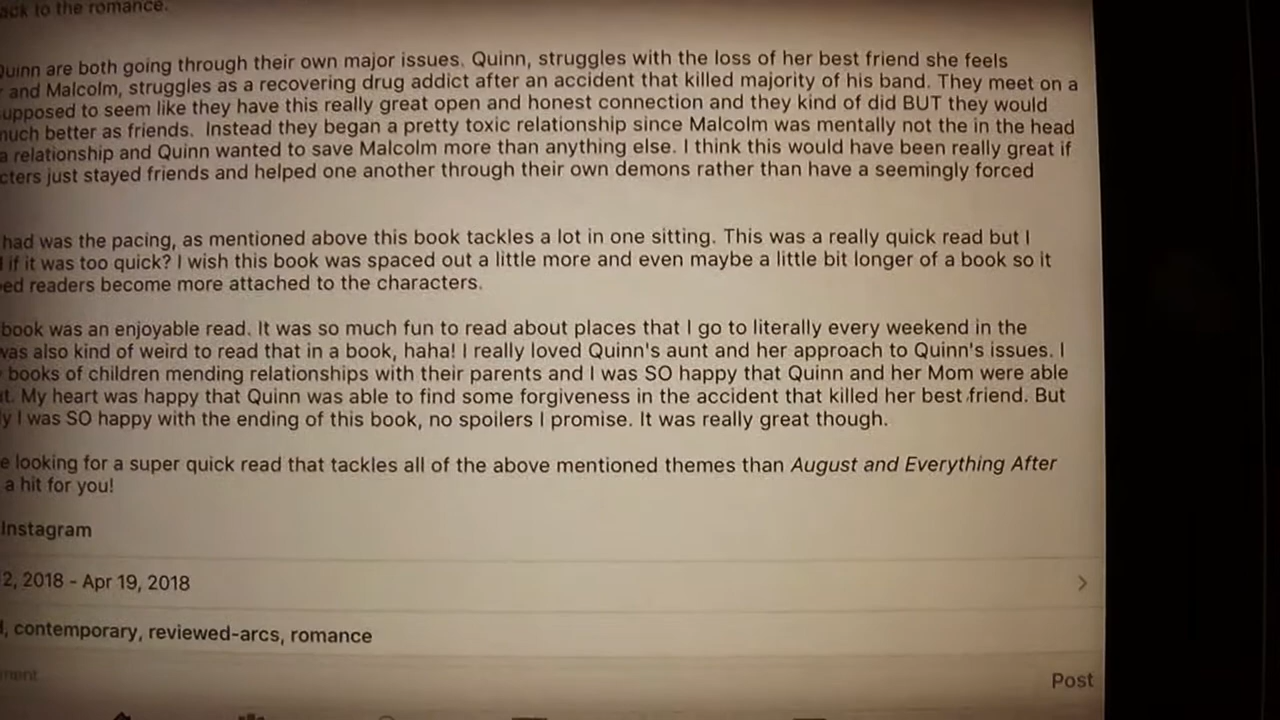 ack to the romance.
Quinn are both going through their own major issues. Quinn, struggles with the loss of her best friend she feels
and Malcolm, struggles as a recovering drug addict after an accident that killed majority of his band. They meet on a
upposed to seem like they have this really great open and honest connection and they kind of did BUT they would
much better as friends. Instead they began a pretty toxic relationship since Malcolm was mentally not the in the head
a relationship and Quinn wanted to save Malcolm more than anything else. I think this would have been really great if
cters just stayed friends and helped one another through their own demons rather than have a seemingly forced
had was the pacing, as mentioned above this book tackles a lot in one sitting. This was a really quick read but I
if it was too quick? I wish this book was spaced out a little more and even maybe a little bit longer of a book so it
ed readers become more attached to the characters.
book was an enjoyable read. It was so much fun to read about places that I go to literally every weekend in the
was also kind of weird to read that in a book, haha! I really loved Quinn's aunt and her approach to Quinn's issues. I
books of children mending relationships with their parents and I was SO happy that Quinn and her Mom were able
t. My heart was happy that Quinn was able to find some forgiveness in the accident that killed her best friend. But
y I was SO happy with the ending of this book, no spoilers I promise. It was really great though.
e looking for a super quick read that tackles all of the above mentioned themes than August and Everything After
a hit for you!
Instagram
2, 2018 - Apr 19, 2018
, contemporary, reviewed-arcs, romance
ment
Post